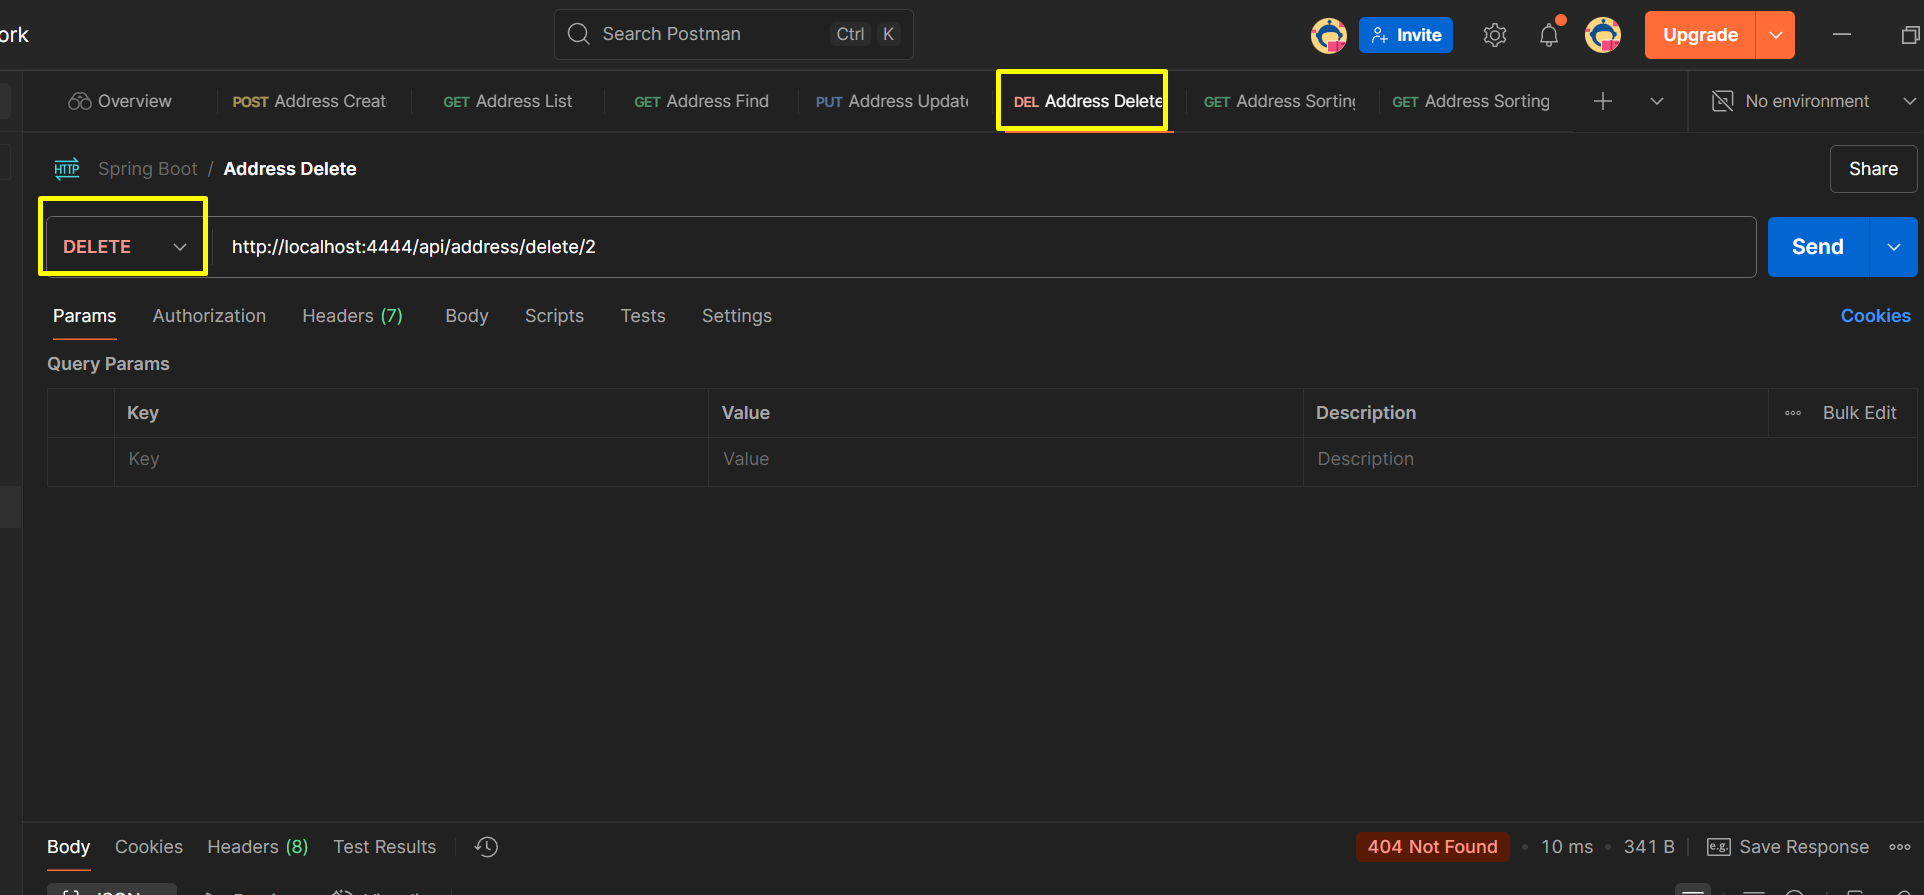 ork Search Postman Ctrl K Invite Upgrade
Overview POST Address Creat GET Address List GET Address Find PUT Address Updat DEL Address Delete GET Address Sortin GET Address Sorting No environment
HTTP Spring Boot / Address Delete Share
DELETE http://localhost:4444/api/address/delete/2 Send
Params Authorization Headers (7) Body Scripts Tests Settings Cookies
Query Params
Key Value Description Bulk Edit
Key Value Description
Body Cookies Headers (8) Test Results 404 Not Found 10 ms 341 B e.g. Save Response